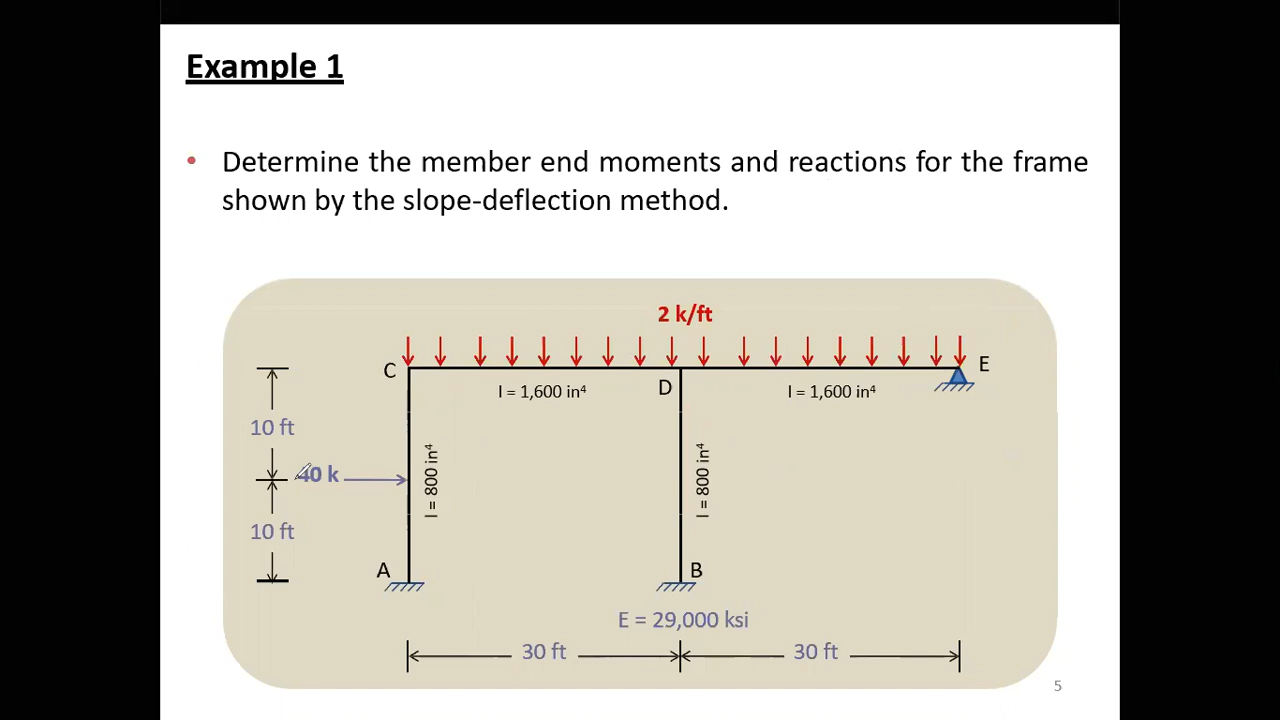 Example 1
• Determine the member end moments and reactions for the frame
shown by the slope-deflection method.
2 k/ft
C
D
E
I = 1,600 in⁴
I = 1,600 in⁴
10 ft
40 k
I = 800 in⁴
I = 800 in⁴
10 ft
A
B
E = 29,000 ksi
30 ft
30 ft
5